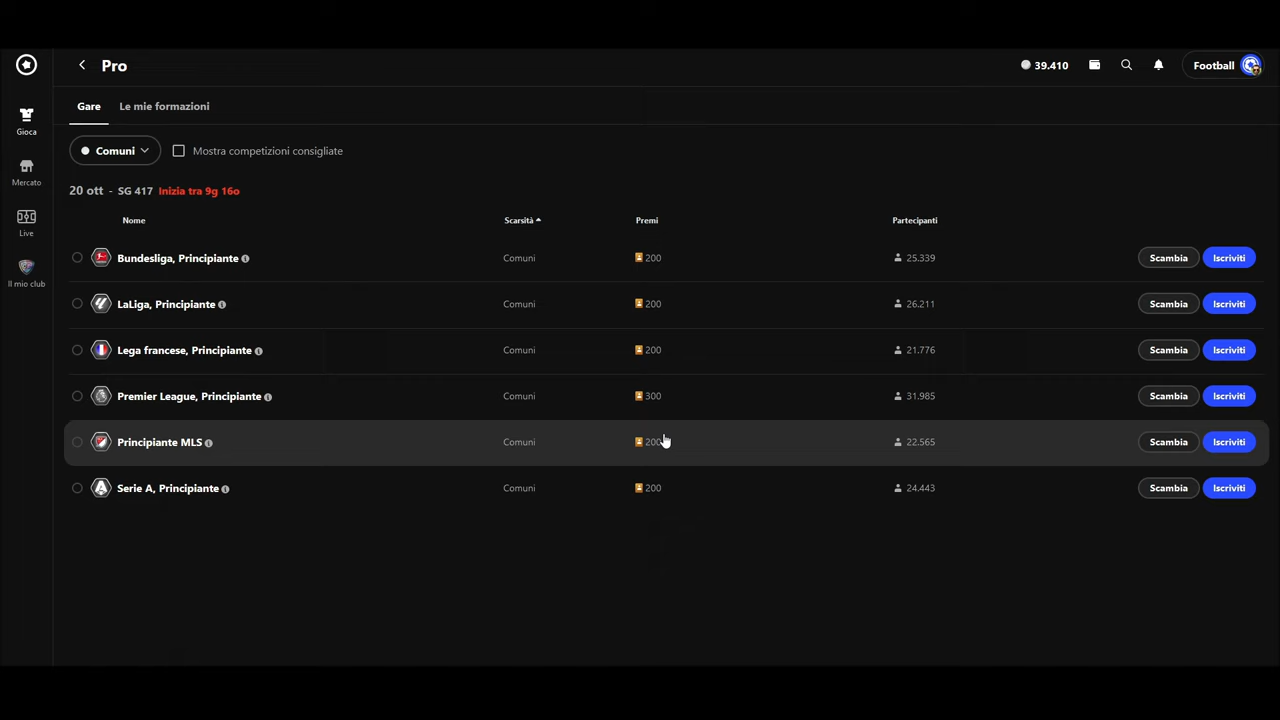 Pro
39.410
Football
Gioca
Mercato
Live
Il mio club
Gare
Le mie formazioni
Comuni
Mostra competizioni consigliate
20 ott - SG 417 Inizia tra 9g 16o
Nome Scarsità Premi Partecipanti
Bundesliga, Principiante Comuni 200 25.339 Scambia Iscriviti
LaLiga, Principiante Comuni 200 26.211 Scambia Iscriviti
Lega francese, Principiante Comuni 200 21.776 Scambia Iscriviti
Premier League, Principiante Comuni 300 31.985 Scambia Iscriviti
Principiante MLS Comuni 200 22.565 Scambia Iscriviti
Serie A, Principiante Comuni 200 24.443 Scambia Iscriviti